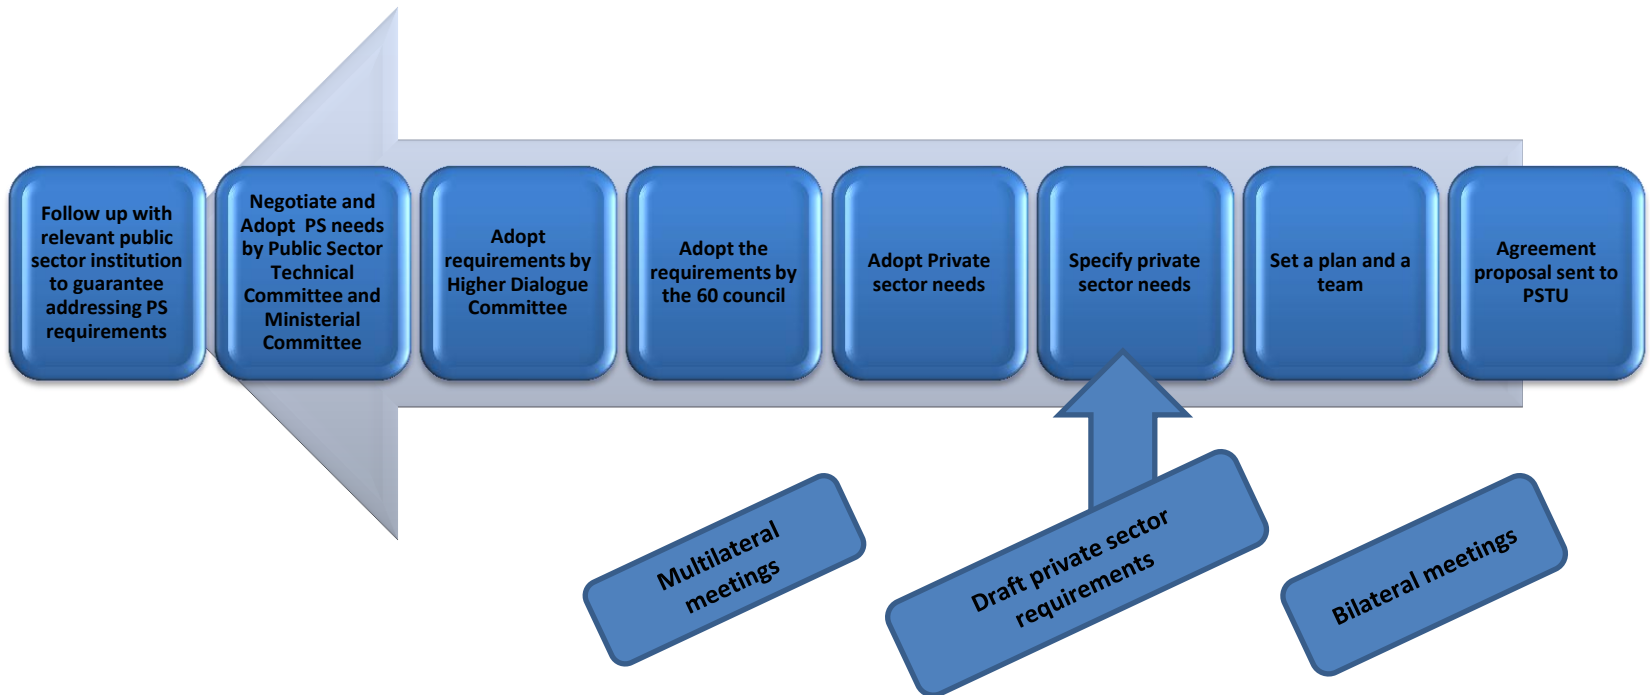 Follow up with
relevant public
sector institution
to guarantee
addressing PS
requirements
Negotiate and
Adopt PS needs
by Public Sector
Technical
Committee and
Ministerial
Committee
Adopt
requirements by
Higher Dialogue
Committee
Adopt the
requirements by
the 60 council
Adopt Private
sector needs
Specify private
sector needs
Set a plan and a
team
Agreement
proposal sent to
PSTU
Multilateral
meetings
Draft private sector
requirements
Bilateral meetings